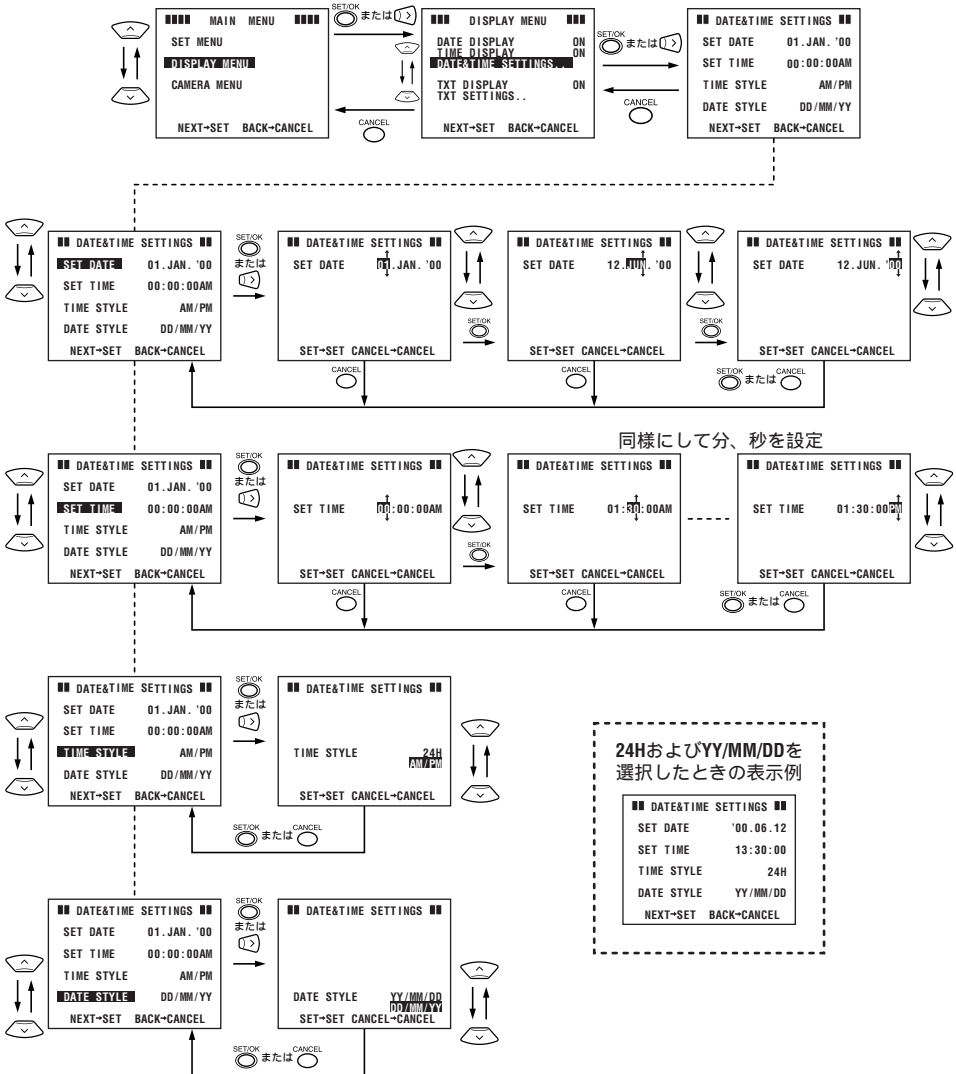 MAIN MENU
SET MENU
DISPLAY MENU
CAMERA MENU
NEXT→SET BACK→CANCEL
SET/OK
または
CANCEL
DISPLAY MENU
DATE DISPLAY ON
TIME DISPLAY ON
DATE&TIME SETTINGS..
TXT DISPLAY ON
TXT SETTINGS..
NEXT→SET BACK→CANCEL
SET/OK
または
CANCEL
DATE&TIME SETTINGS
SET DATE 01.JAN.'00
SET TIME 00:00:00AM
TIME STYLE AM/PM
DATE STYLE DD/MM/YY
NEXT→SET BACK→CANCEL
DATE&TIME SETTINGS
SET DATE 01.JAN.'00
SET TIME 00:00:00AM
TIME STYLE AM/PM
DATE STYLE DD/MM/YY
NEXT→SET BACK→CANCEL
SET/OK
または
DATE&TIME SETTINGS
SET DATE 01.JAN.'00
SET→SET CANCEL→CANCEL
CANCEL
SET/OK
DATE&TIME SETTINGS
SET DATE 12.JUN.'00
SET→SET CANCEL→CANCEL
CANCEL
SET/OK
DATE&TIME SETTINGS
SET DATE 12.JUN.'00
SET→SET CANCEL→CANCEL
SET/OK または CANCEL
同様にして分、秒を設定
DATE&TIME SETTINGS
SET DATE 01.JAN.'00
SET TIME 00:00:00AM
TIME STYLE AM/PM
DATE STYLE DD/MM/YY
NEXT→SET BACK→CANCEL
SET/OK
または
DATE&TIME SETTINGS
SET TIME 00:00:00AM
SET→SET CANCEL→CANCEL
CANCEL
SET/OK
DATE&TIME SETTINGS
SET TIME 01:30:00AM
SET→SET CANCEL→CANCEL
CANCEL
DATE&TIME SETTINGS
SET TIME 01:30:00PM
SET→SET CANCEL→CANCEL
SET/OK または CANCEL
DATE&TIME SETTINGS
SET DATE 01.JAN.'00
SET TIME 00:00:00AM
TIME STYLE AM/PM
DATE STYLE DD/MM/YY
NEXT→SET BACK→CANCEL
SET/OK
または
DATE&TIME SETTINGS
TIME STYLE 24H
AM/PM
SET→SET CANCEL→CANCEL
SET/OK または CANCEL
24HおよびYY/MM/DDを
選択したときの表示例
DATE&TIME SETTINGS
SET DATE '00.06.12
SET TIME 13:30:00
TIME STYLE 24H
DATE STYLE YY/MM/DD
NEXT→SET BACK→CANCEL
DATE&TIME SETTINGS
SET DATE 01.JAN.'00
SET TIME 00:00:00AM
TIME STYLE AM/PM
DATE STYLE DD/MM/YY
NEXT→SET BACK→CANCEL
SET/OK
または
DATE&TIME SETTINGS
DATE STYLE YY/MM/DD
DD/MM/YY
SET→SET CANCEL→CANCEL
SET/OK または CANCEL